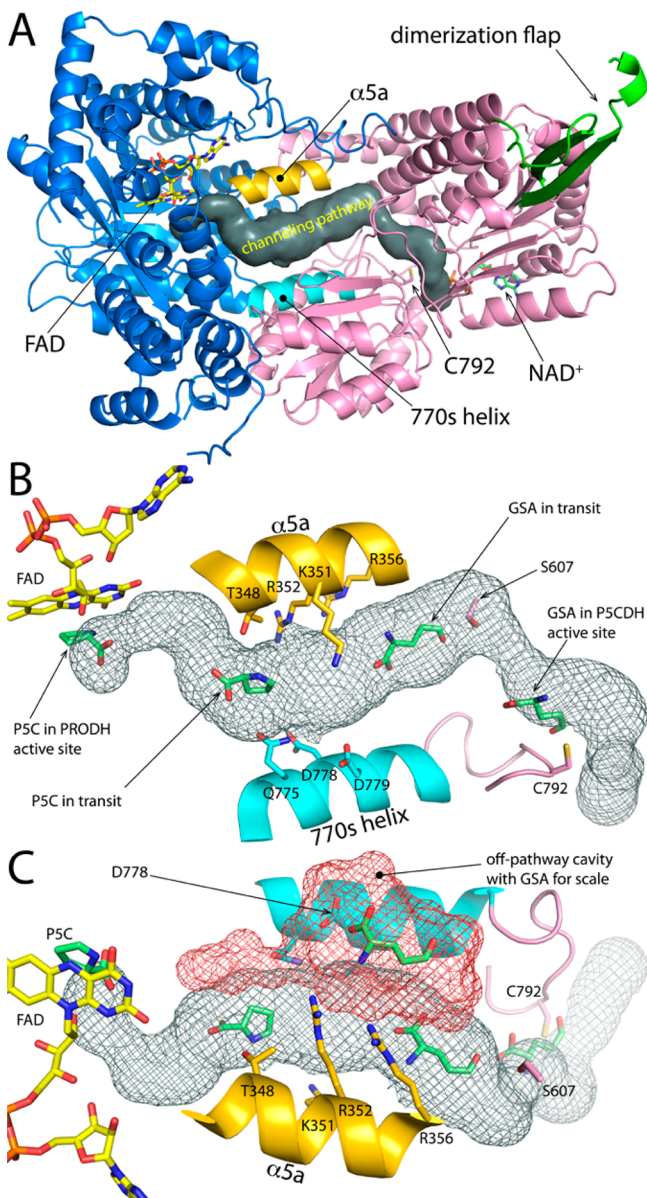 A
dimerization flap
α5a
channeling pathway
FAD
C792
NAD+
770s helix
B
α5a
GSA in transit
K351
R356
R352
S607
FAD
T348
GSA in P5CDH
active site
P5C in PRODH
active site
P5C in transit
Q775
D778
D779
C792
770s helix
C
D778
off-pathway cavity
with GSA for scale
P5C
C792
FAD
T348
S607
K351
R352
R356
α5a